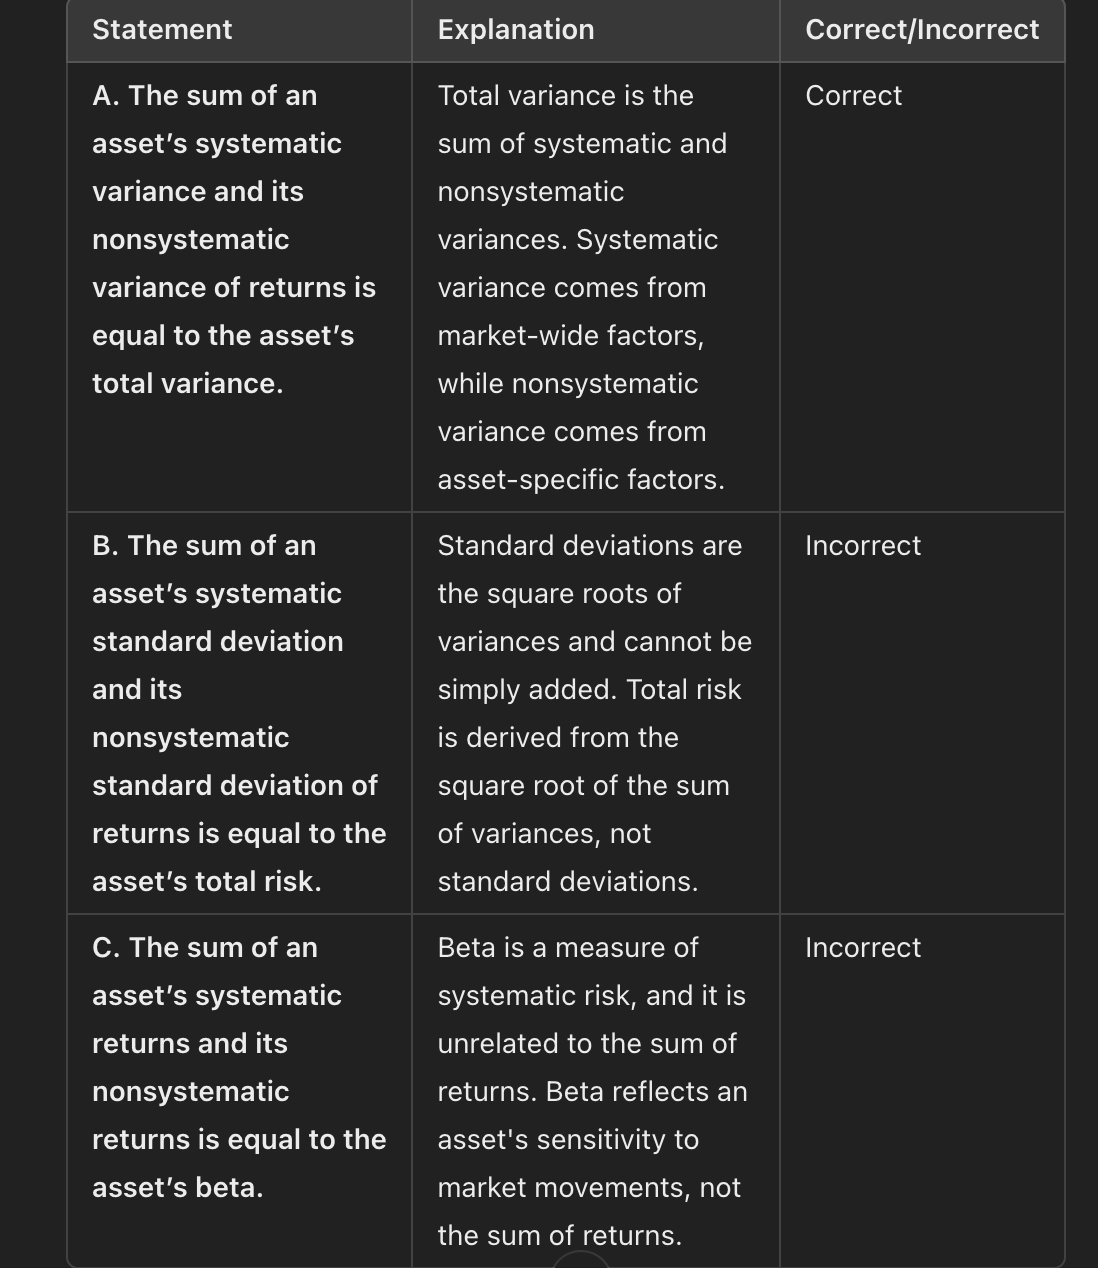 Statement
Explanation
Correct/Incorrect
A. The sum of an
asset’s systematic
variance and its
nonsystematic
variance of returns is
equal to the asset’s
total variance.
Total variance is the
sum of systematic and
nonsystematic
variances. Systematic
variance comes from
market-wide factors,
while nonsystematic
variance comes from
asset-specific factors.
Correct
B. The sum of an
asset’s systematic
standard deviation
and its
nonsystematic
standard deviation of
returns is equal to the
asset’s total risk.
Standard deviations are
the square roots of
variances and cannot be
simply added. Total risk
is derived from the
square root of the sum
of variances, not
standard deviations.
Incorrect
C. The sum of an
asset’s systematic
returns and its
nonsystematic
returns is equal to the
asset’s beta.
Beta is a measure of
systematic risk, and it is
unrelated to the sum of
returns. Beta reflects an
asset's sensitivity to
market movements, not
the sum of returns.
Incorrect